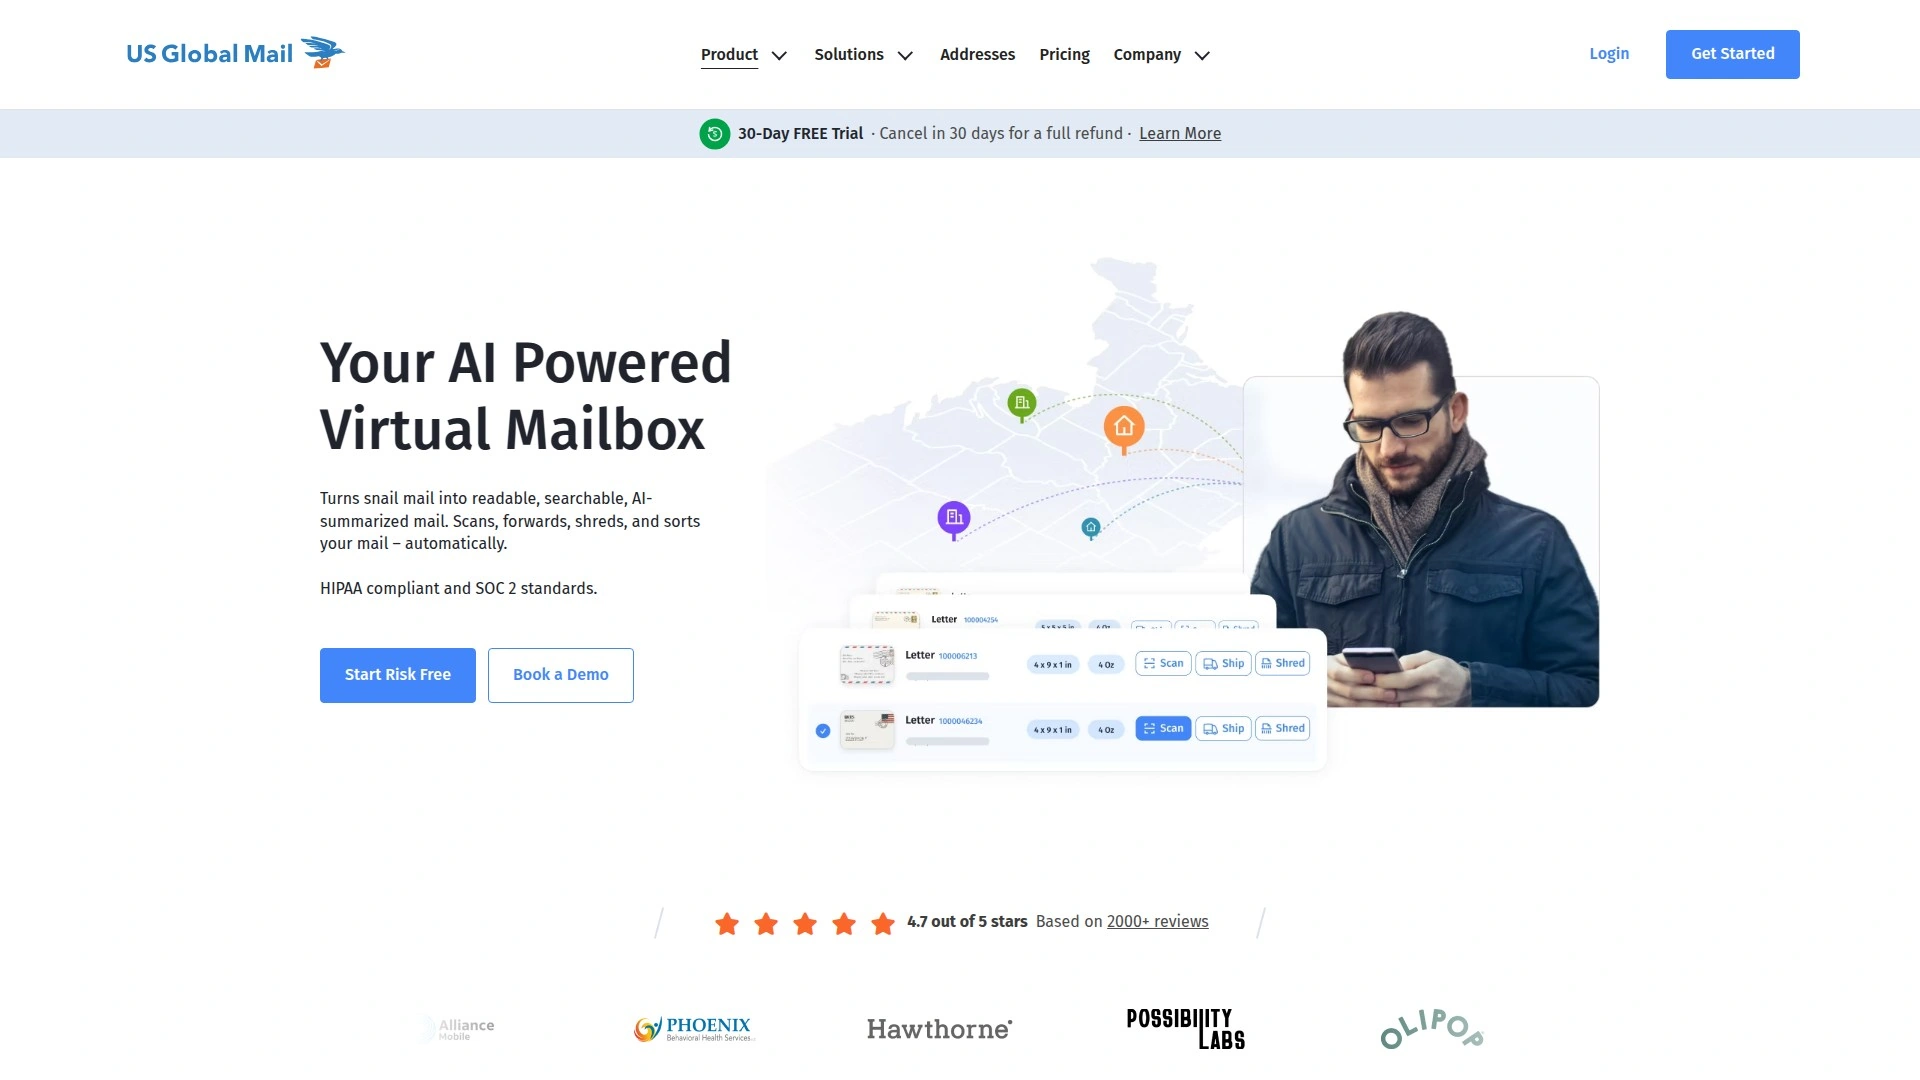 US Global Mail
Product
Solutions
Addresses
Pricing
Company
Login
Get Started
30-Day FREE Trial · Cancel in 30 days for a full refund · Learn More
Your AI Powered
Virtual Mailbox
Turns snail mail into readable, searchable, AI-
summarized mail. Scans, forwards, shreds, and sorts
your mail – automatically.
HIPAA compliant and SOC 2 standards.
Start Risk Free
Book a Demo
Letter 100004254
Letter 100006213
4 x 9 x 1 in
4 Oz
Scan
Ship
Shred
Letter 1000046234
4 x 9 x 1 in
4 Oz
Scan
Ship
Shred
4.7 out of 5 stars Based on 2000+ reviews
Alliance
Mobile
PHOENIX
Behavioral Health Services
Hawthorne
POSSIBILITY
LABS
OLIPOP